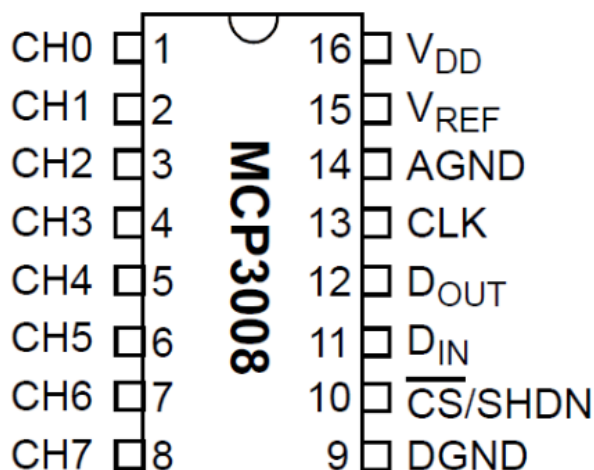 CH0 1 16 VDD
CH1 2 15 VREF
CH2 3 14 AGND
CH3 4 13 CLK
CH4 5 12 DOUT
CH5 6 11 DIN
CH6 7 10 C̅S̅/SHDN
CH7 8 9 DGND
MCP3008